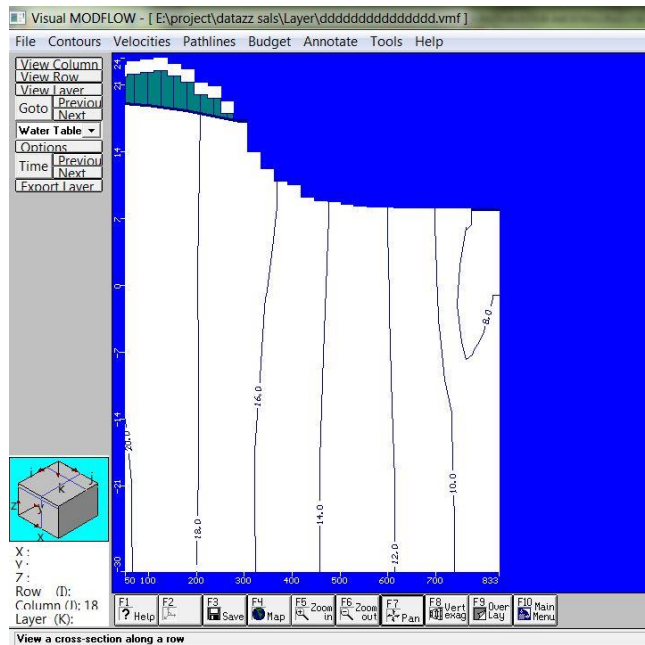 Visual MODFLOW - [ E:\project\datazz sals\Layer\ddddddddddddddd.vmf ]
File Contours Velocities Pathlines Budget Annotate Tools Help
View Column
View Row
View Layer
Goto Previou
Next
Water Table
Options
Time Previou
Next
Export Layer
24
21
14
7
0
-7
-14
-21
-30
20.0
18.0
16.0
14.0
12.0
10.0
8.0
50 100 200 300 400 500 600 700 833
j i j
K
Z Y
X
X :
Y :
Z :
Row (I):
Column (J): 18
Layer (K):
F1 ? Help
F2
F3 Save
F4 Map
F5 Zoom in
F6 Zoom out
F7 Pan
F8 Vert exag
F9 Over Lay
F10 Main Menu
View a cross-section along a row